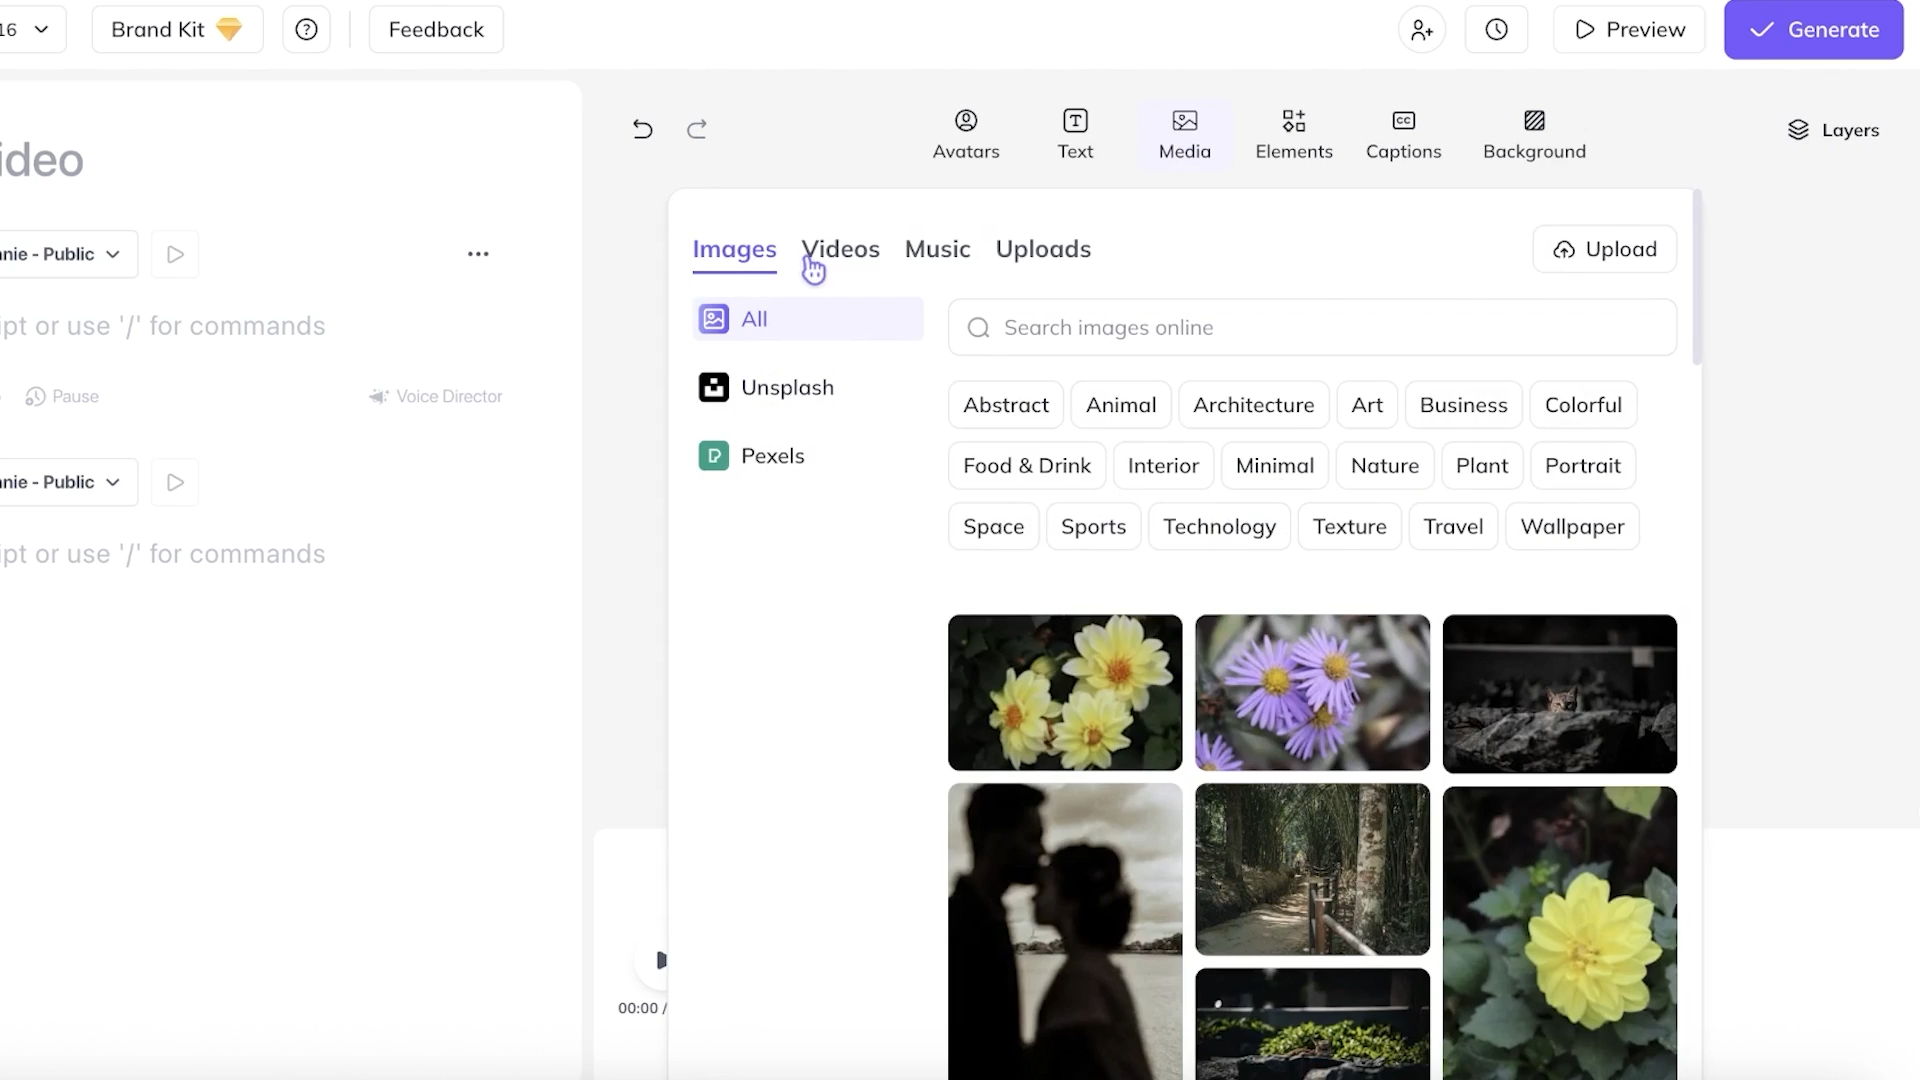 16
Brand Kit
Feedback
Preview
Generate
ideo
Avatars
Text
Media
Elements
Captions
Background
Layers
nie - Public
ipt or use '/' for commands
Pause
Voice Director
nie - Public
ipt or use '/' for commands
Images
Videos
Music
Uploads
Upload
All
Unsplash
Pexels
Search images online
Abstract
Animal
Architecture
Art
Business
Colorful
Food & Drink
Interior
Minimal
Nature
Plant
Portrait
Space
Sports
Technology
Texture
Travel
Wallpaper
00:00 /